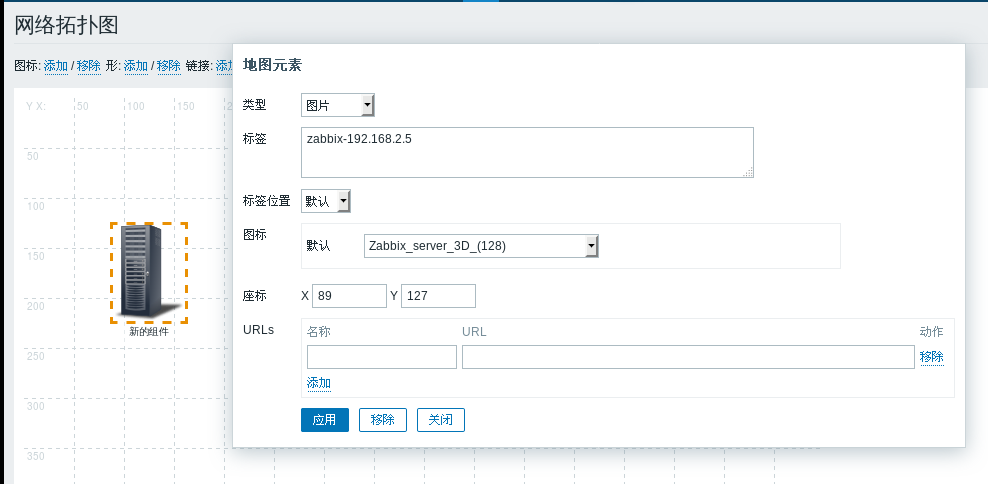 网络拓扑图
图标: 添加 / 移除 形: 添加 / 移除 链接:
地图元素
类型 图片
标签 zabbix-192.168.2.5
标签位置 默认
图标 默认 Zabbix_server_3D_(128)
座标 X 89 Y 127
URLs 名称 URL 动作
移除
添加
应用 移除 关闭
Y X: 50 100 150
50
100
150
200
新的组件
250
300
350